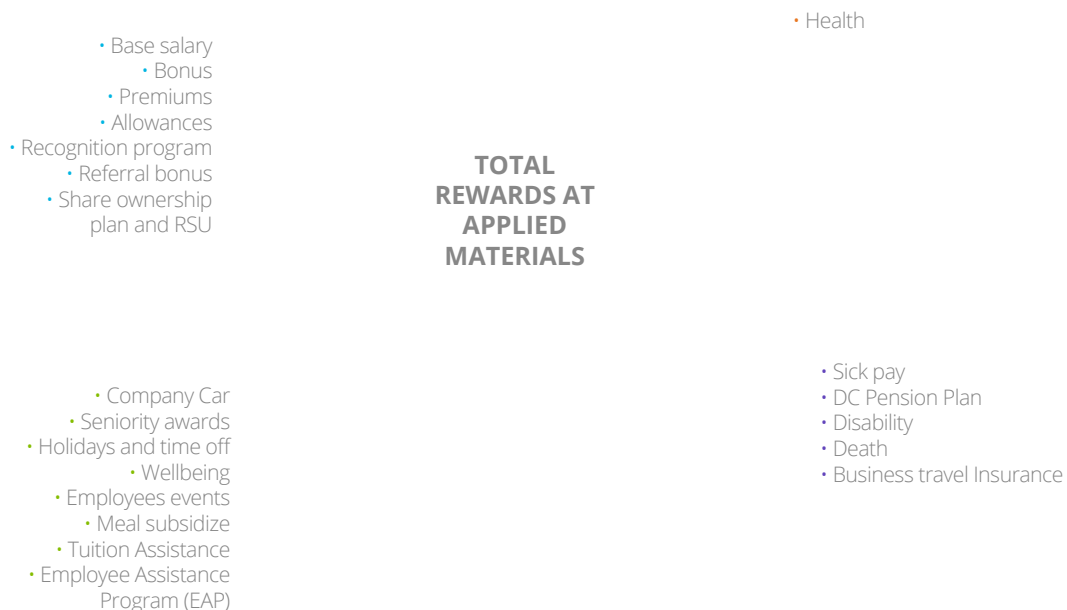 • Health
• Base salary
• Bonus
• Premiums
• Allowances
• Recognition program
• Referral bonus
• Share ownership
plan and RSU
TOTAL
REWARDS AT
APPLIED
MATERIALS
• Company Car
• Seniority awards
• Holidays and time off
• Wellbeing
• Employees events
• Meal subsidize
• Tuition Assistance
• Employee Assistance
Program (EAP)
• Sick pay
• DC Pension Plan
• Disability
• Death
• Business travel Insurance